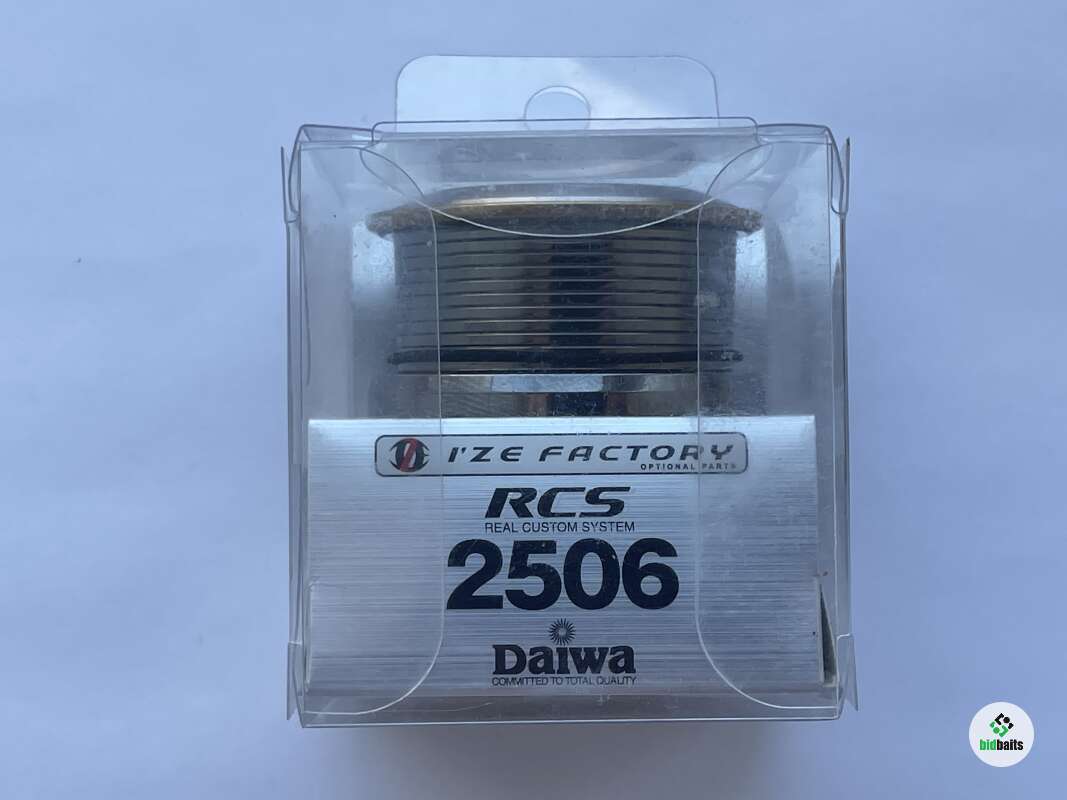 I'ZE FACTORY
OPTIONAL PARTS
RCS
REAL CUSTOM SYSTEM
2506
Daiwa
COMMITTED TO TOTAL QUALITY
bidbaits